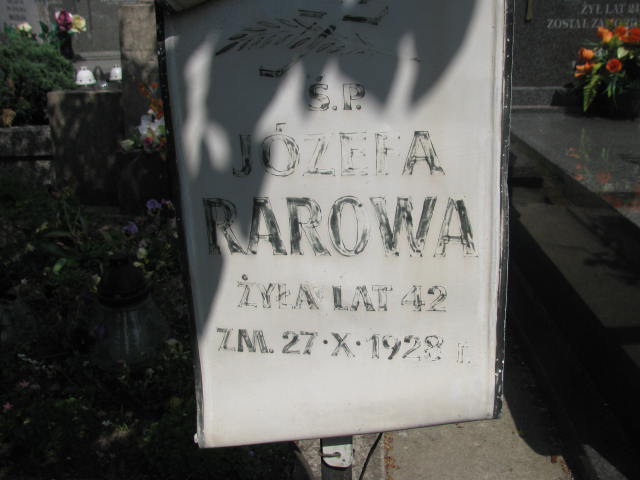 Ś.P.
JÓZEFA
RAROWA
ŻYŁA LAT 42
ZM. 27·X·1928 r.
ŻYŁ LAT
ZOSTAŁ